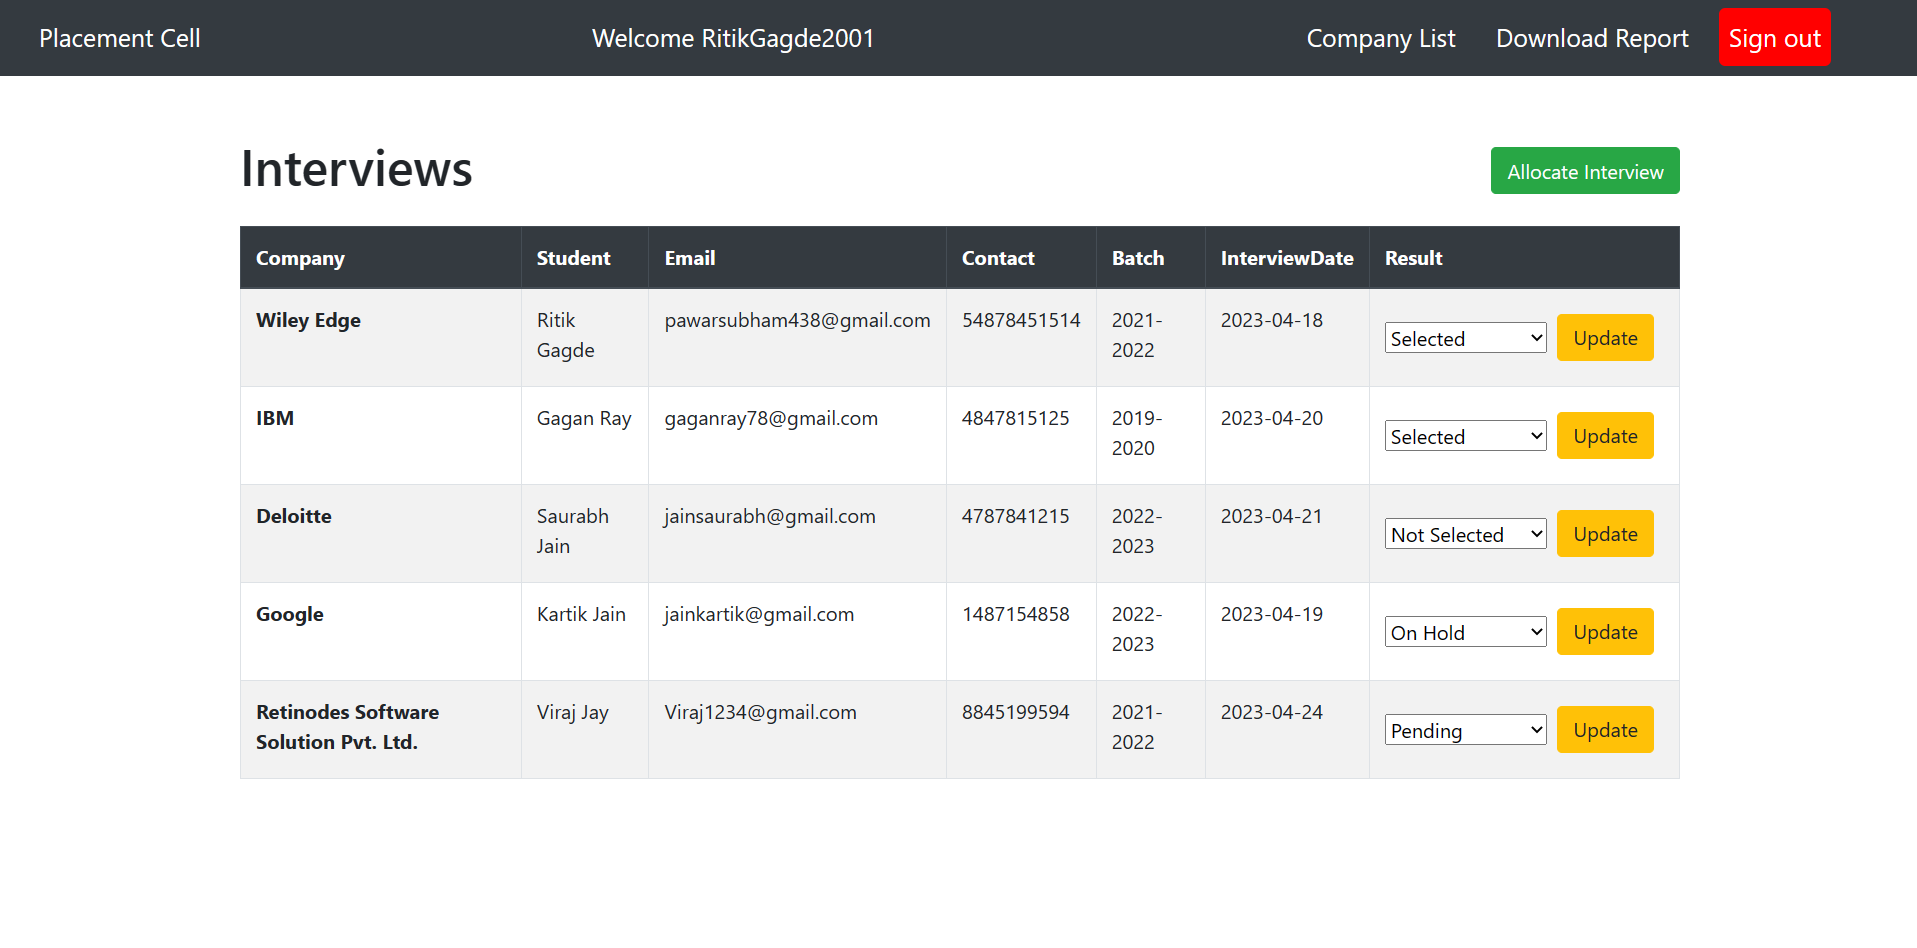 Placement Cell Welcome RitikGagde2001 Company List Download Report Sign out
Interviews Allocate Interview
Company Student Email Contact Batch InterviewDate Result
Wiley Edge Ritik Gagde pawarsubham438@gmail.com 54878451514 2021-2022 2023-04-18 Selected Update
IBM Gagan Ray gaganray78@gmail.com 4847815125 2019-2020 2023-04-20 Selected Update
Deloitte Saurabh Jain jainsaurabh@gmail.com 4787841215 2022-2023 2023-04-21 Not Selected Update
Google Kartik Jain jainkartik@gmail.com 1487154858 2022-2023 2023-04-19 On Hold Update
Retinodes Software Solution Pvt. Ltd. Viraj Jay Viraj1234@gmail.com 8845199594 2021-2022 2023-04-24 Pending Update